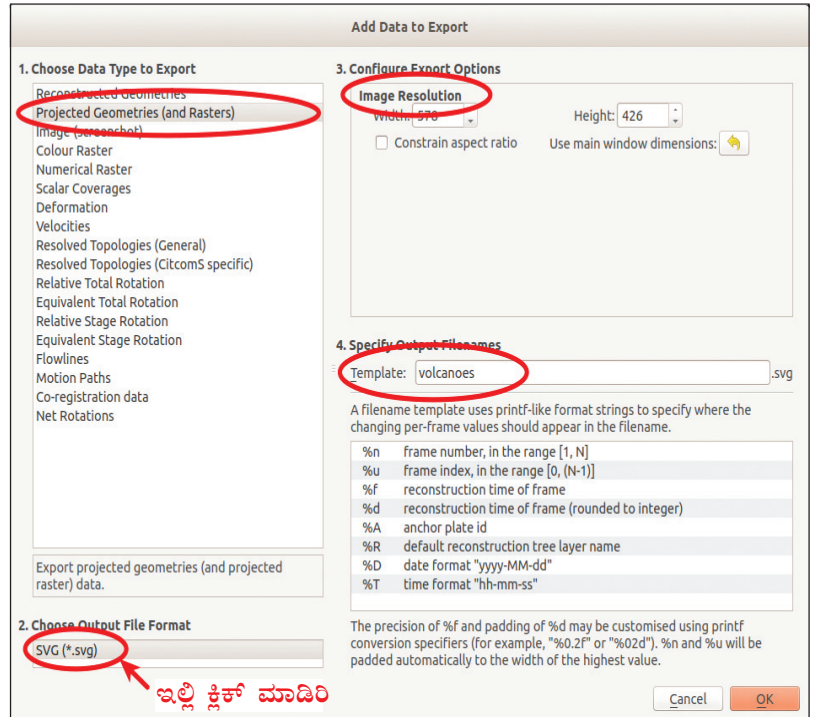 Add Data to Export
1. Choose Data Type to Export
Reconstructed Geometries
Projected Geometries (and Rasters)
Image (screenshot)
Colour Raster
Numerical Raster
Scalar Coverages
Deformation
Velocities
Resolved Topologies (General)
Resolved Topologies (CitcomS specific)
Relative Total Rotation
Equivalent Total Rotation
Relative Stage Rotation
Equivalent Stage Rotation
Flowlines
Motion Paths
Co-registration data
Net Rotations
Export projected geometries (and projected
raster) data.
2. Choose Output File Format
SVG (*.svg)
ಇಲ್ಲಿ ಕ್ಲಿಕ್ ಮಾಡಿರಿ
3. Configure Export Options
Image Resolution
Width: 578 Height: 426
Constrain aspect ratio Use main window dimensions:
4. Specify Output Filenames
Template: volcanoes .svg
A filename template uses printf-like format strings to specify where the
changing per-frame values should appear in the filename.
%n frame number, in the range [1, N]
%u frame index, in the range [0, (N-1)]
%f reconstruction time of frame
%d reconstruction time of frame (rounded to integer)
%A anchor plate id
%R default reconstruction tree layer name
%D date format "yyyy-MM-dd"
%T time format "hh-mm-ss"
The precision of %f and padding of %d may be customised using printf
conversion specifiers (for example, "%0.2f" or "%02d"). %n and %u will be
padded automatically to the width of the highest value.
Cancel OK